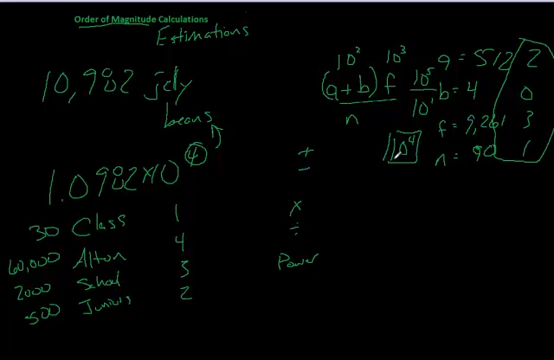 Order of Magnitude Calculations
Estimations
10,982 jelly
beans
1.0982×10^4
30 Class 1
60,000 Alton 4
2000 School 3
~500 Juniors 2
10^2 10^3
(a+b) f
n
10^5
10^1
10^4
a = 512 2
b = 4 0
f = 9,261 3
n = 90 1
+
−
×
÷
Power